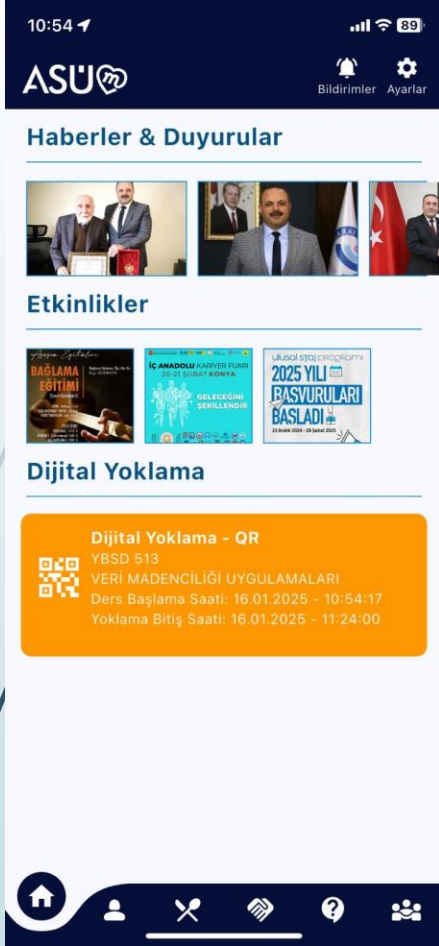 10:54
89
ASÜ
Bildirimler
Ayarlar
Haberler & Duyurular
Etkinlikler
BAĞLAMA
EĞİTİMİ
İÇ ANADOLU KARİYER FUARI
20-21 ŞUBAT KONYA
GELECEĞİNİ
ŞEKİLLENDİR
ulusal staj programı
2025 YILI
BAŞVURULARI
BAŞLADI
Dijital Yoklama
Dijital Yoklama - QR
YBSD 513
VERİ MADENCİLİĞİ UYGULAMALARI
Ders Başlama Saati: 16.01.2025 - 10:54:17
Yoklama Bitiş Saati: 16.01.2025 - 11:24:00